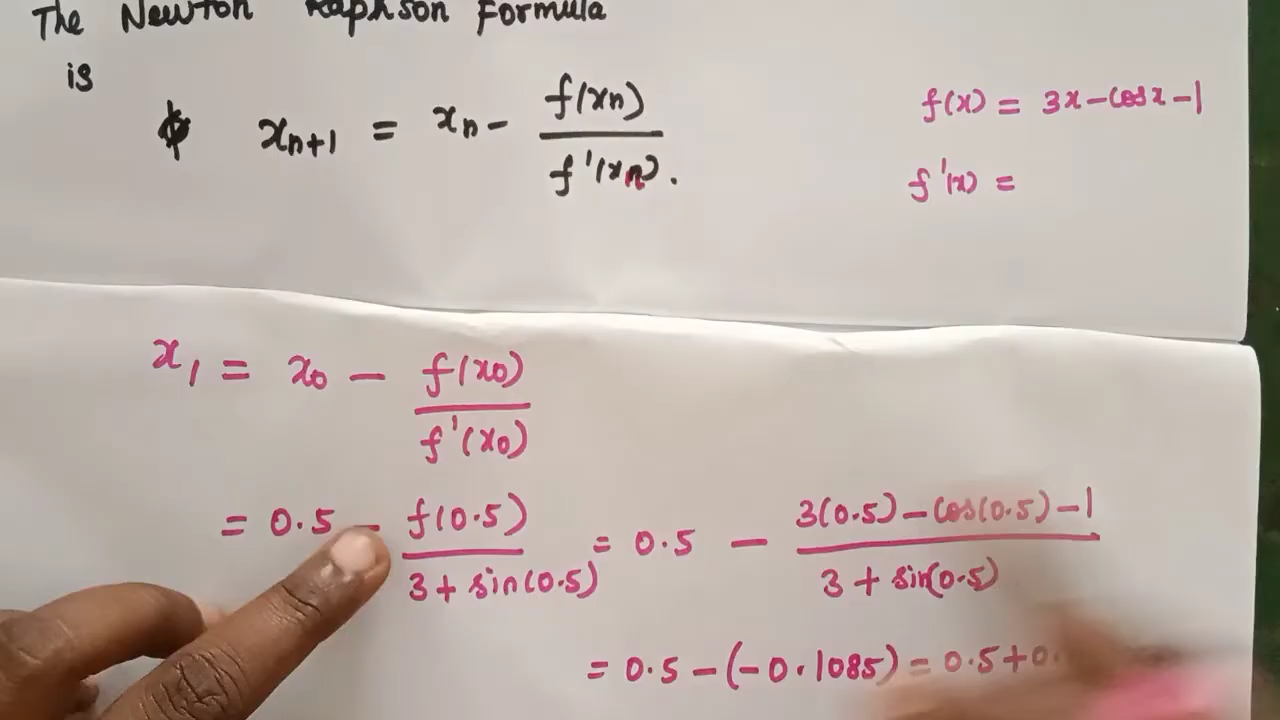 The Newton Raphson Formula
is
xₙ₊₁ = xₙ - f(xₙ) / f'(xₙ).
f(x) = 3x - cos x - 1
f'(x) =
x₁ = x₀ - f(x₀) / f'(x₀)
= 0.5 - f(0.5) / 3 + sin(0.5) = 0.5 - 3(0.5) - cos(0.5) - 1 / 3 + sin(0.5)
= 0.5 - (-0.1085) = 0.5 + 0.